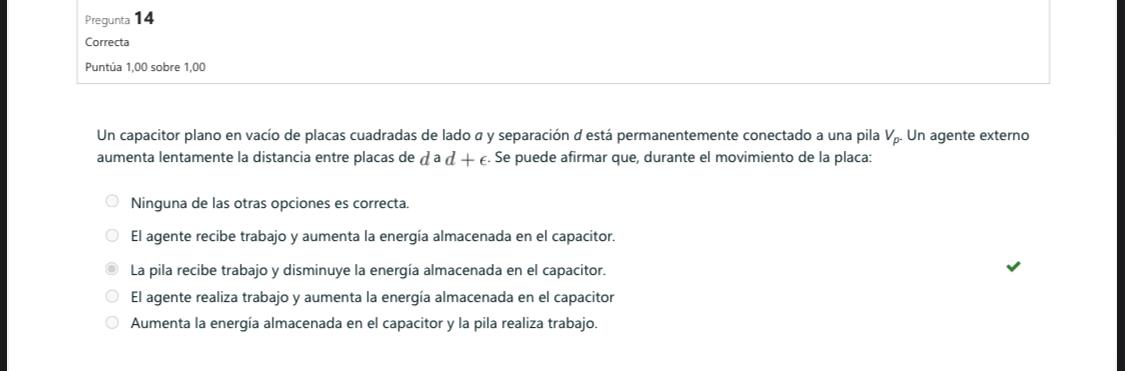 Pregunta 14
Correcta
Puntúa 1,00 sobre 1,00
Un capacitor plano en vacío de placas cuadradas de lado a y separación d está permanentemente conectado a una pila Vₚ. Un agente externo
aumenta lentamente la distancia entre placas de d a d + ϵ. Se puede afirmar que, durante el movimiento de la placa:
Ninguna de las otras opciones es correcta.
El agente recibe trabajo y aumenta la energía almacenada en el capacitor.
La pila recibe trabajo y disminuye la energía almacenada en el capacitor.
El agente realiza trabajo y aumenta la energía almacenada en el capacitor
Aumenta la energía almacenada en el capacitor y la pila realiza trabajo.